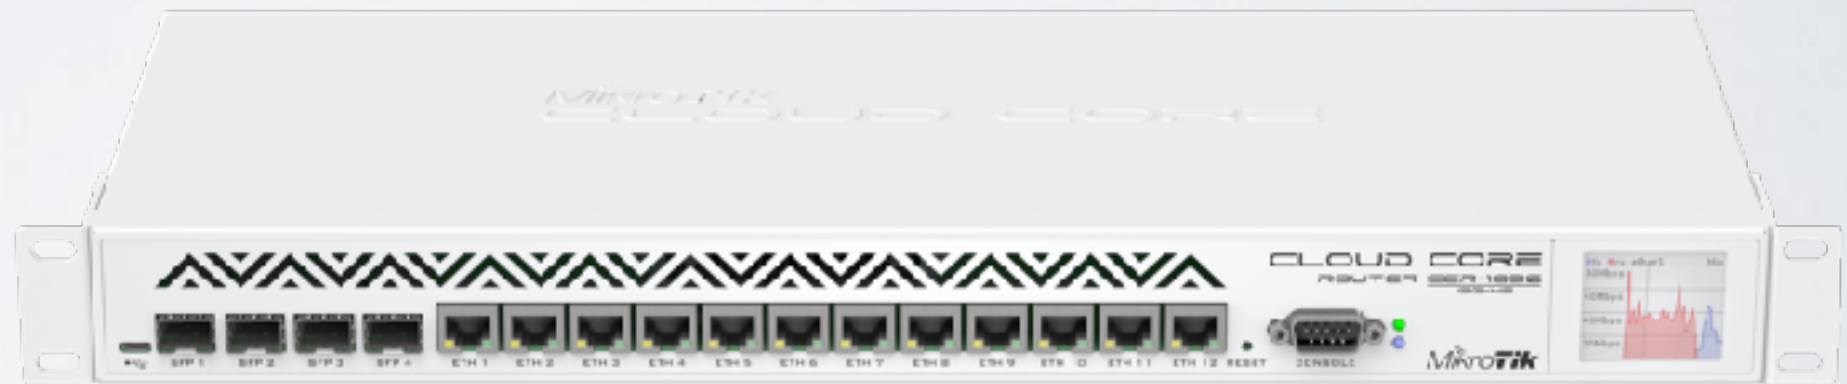 MikroTik
CLOUD CORE
CLOUD CORE
ROUTER CCR-1036
SFP 1 SFP 2 SFP 3 SFP 4 ETH 1 ETH 2 ETH 3 ETH 4 ETH 5 ETH 6 ETH 7 ETH 8 ETH 9 ETH 10 ETH 11 ETH 12 RESET CONSOLE
MikroTik